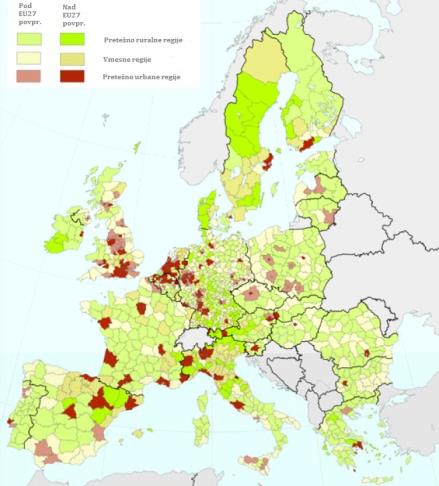 Pod
EU27
povpr.
Nad
EU27
povpr.
Pretežno ruralne regije
Vmesne regije
Pretežno urbane regije